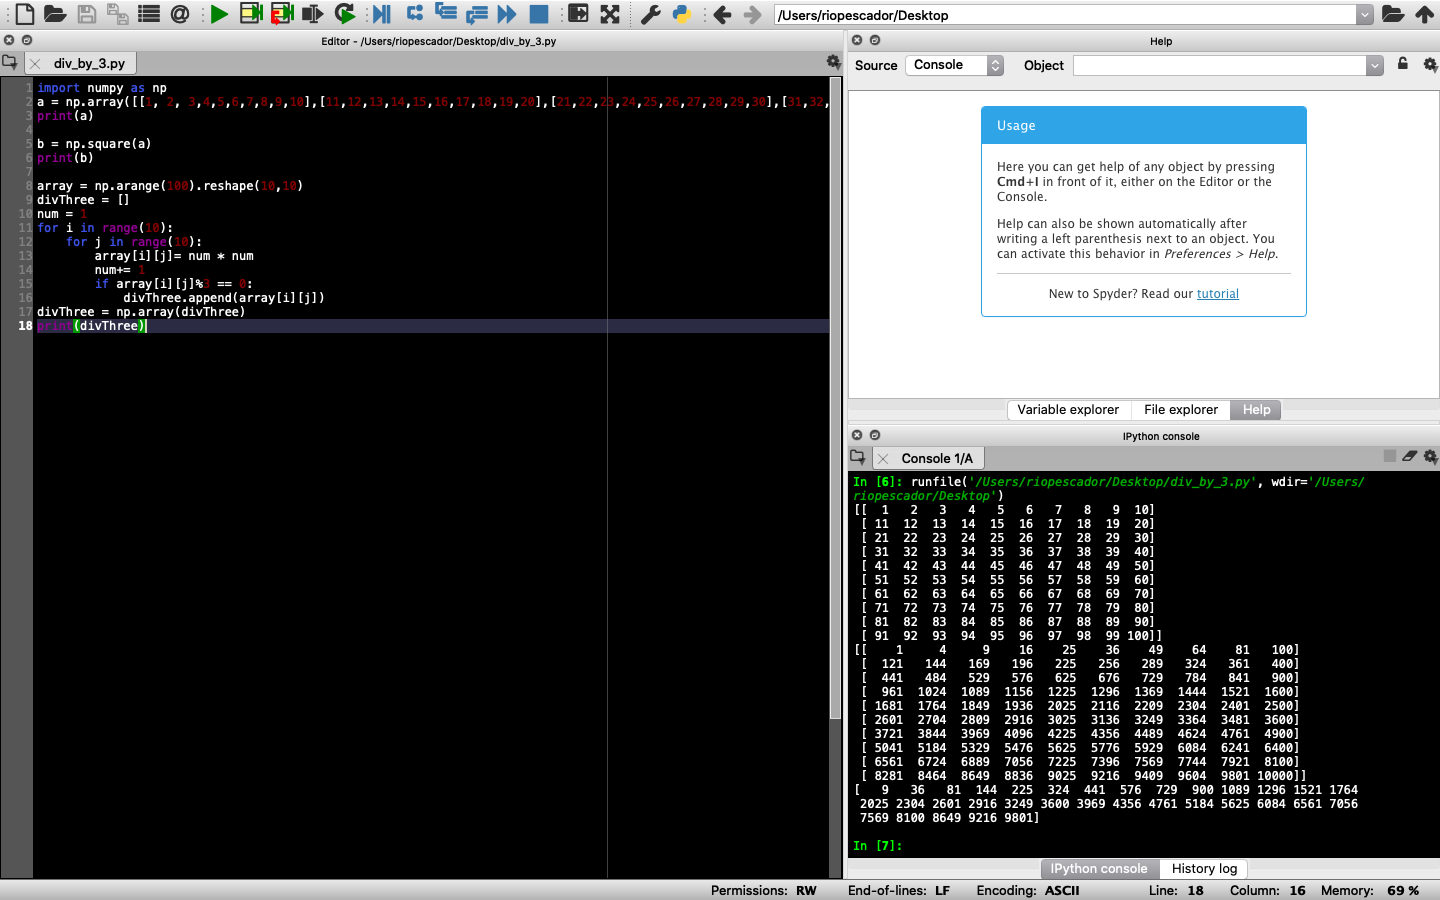 /Users/riopescador/Desktop
Editor - /Users/riopescador/Desktop/div_by_3.py
div_by_3.py
1 import numpy as np
2 a = np.array([[1, 2, 3,4,5,6,7,8,9,10],[11,12,13,14,15,16,17,18,19,20],[21,22,23,24,25,26,27,28,29,30],[31,32,
3 print(a)
4
5 b = np.square(a)
6 print(b)
7
8 array = np.arange(100).reshape(10,10)
9 divThree = []
10 num = 1
11 for i in range(10):
12     for j in range(10):
13         array[i][j]= num * num
14         num+= 1
15         if array[i][j]%3 == 0:
16             divThree.append(array[i][j])
17 divThree = np.array(divThree)
18 print(divThree)
Help
Source Console Object
Usage
Here you can get help of any object by pressing
Cmd+I in front of it, either on the Editor or the
Console.
Help can also be shown automatically after
writing a left parenthesis next to an object. You
can activate this behavior in Preferences > Help.
New to Spyder? Read our tutorial
Variable explorer File explorer Help
IPython console
Console 1/A
In [6]: runfile('/Users/riopescador/Desktop/div_by_3.py', wdir='/Users/
riopescador/Desktop')
[[  1   2   3   4   5   6   7   8   9  10]
 [ 11  12  13  14  15  16  17  18  19  20]
 [ 21  22  23  24  25  26  27  28  29  30]
 [ 31  32  33  34  35  36  37  38  39  40]
 [ 41  42  43  44  45  46  47  48  49  50]
 [ 51  52  53  54  55  56  57  58  59  60]
 [ 61  62  63  64  65  66  67  68  69  70]
 [ 71  72  73  74  75  76  77  78  79  80]
 [ 81  82  83  84  85  86  87  88  89  90]
 [ 91  92  93  94  95  96  97  98  99 100]]
[[    1     4     9    16    25    36    49    64    81   100]
 [  121   144   169   196   225   256   289   324   361   400]
 [  441   484   529   576   625   676   729   784   841   900]
 [  961  1024  1089  1156  1225  1296  1369  1444  1521  1600]
 [ 1681  1764  1849  1936  2025  2116  2209  2304  2401  2500]
 [ 2601  2704  2809  2916  3025  3136  3249  3364  3481  3600]
 [ 3721  3844  3969  4096  4225  4356  4489  4624  4761  4900]
 [ 5041  5184  5329  5476  5625  5776  5929  6084  6241  6400]
 [ 6561  6724  6889  7056  7225  7396  7569  7744  7921  8100]
 [ 8281  8464  8649  8836  9025  9216  9409  9604  9801 10000]]
[   9   36   81  144  225  324  441  576  729  900 1089 1296 1521 1764
 2025 2304 2601 2916 3249 3600 3969 4356 4761 5184 5625 6084 6561 7056
 7569 8100 8649 9216 9801]
In [7]:
IPython console History log
Permissions: RW End-of-lines: LF Encoding: ASCII Line: 18 Column: 16 Memory: 69 %